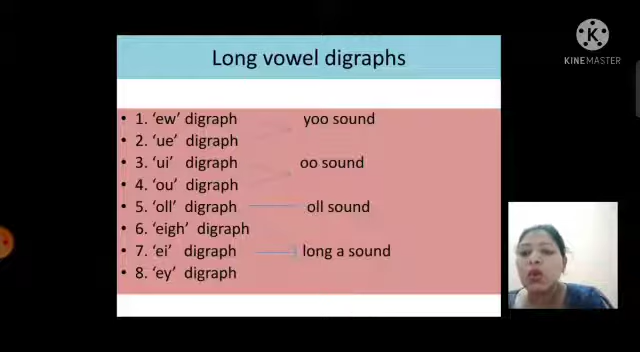 K
KINEMASTER
Long vowel digraphs
• 1. ‘ew’ digraph yoo sound
• 2. ‘ue’ digraph
• 3. ‘ui’ digraph oo sound
• 4. ‘ou’ digraph
• 5. ‘oll’ digraph oll sound
• 6. ‘eigh’ digraph
• 7. ‘ei’ digraph long a sound
• 8. ‘ey’ digraph